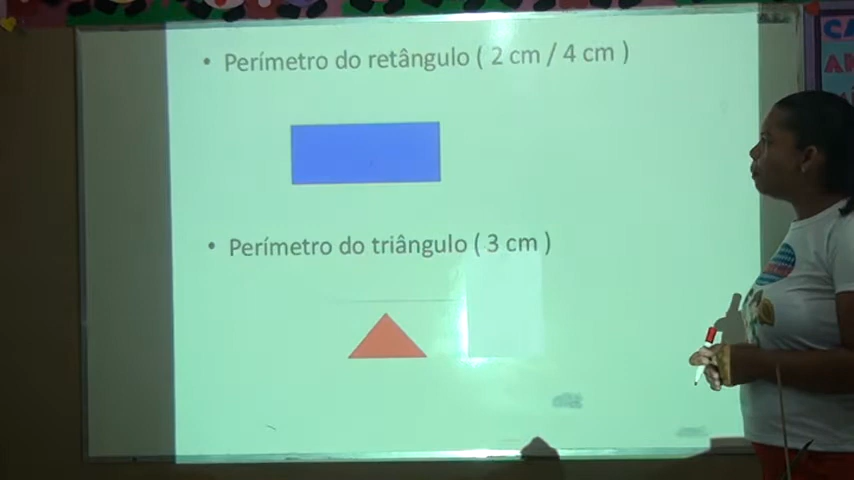 • Perímetro do retângulo ( 2 cm / 4 cm )
• Perímetro do triângulo ( 3 cm )